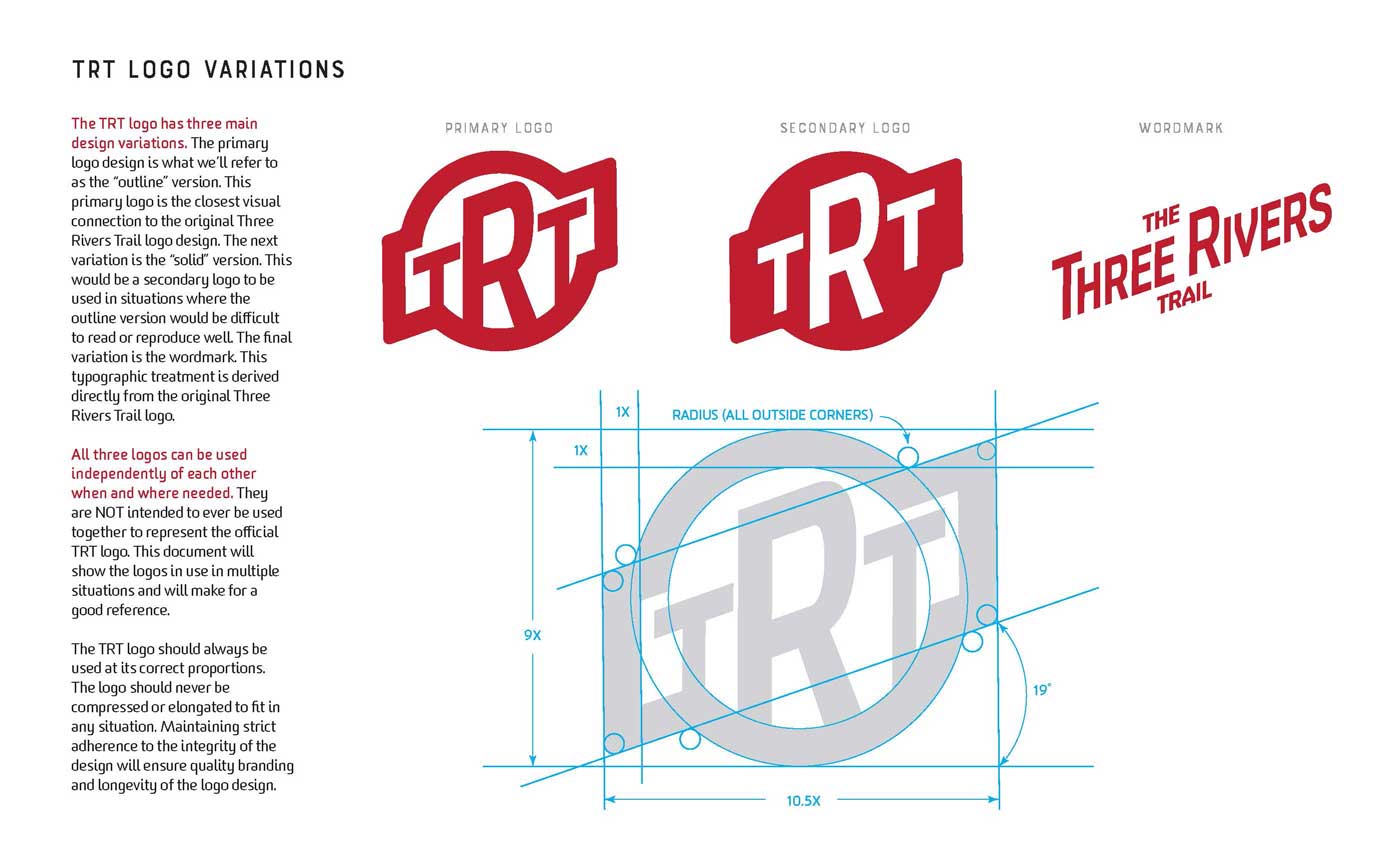 TRT LOGO VARIATIONS
The TRT logo has three main
design variations. The primary
logo design is what we'll refer to
as the “outline” version. This
primary logo is the closest visual
connection to the original Three
Rivers Trail logo design. The next
variation is the “solid” version. This
would be a secondary logo to be
used in situations where the
outline version would be difficult
to read or reproduce well. The final
variation is the wordmark. This
typographic treatment is derived
directly from the original Three
Rivers Trail logo.
All three logos can be used
independently of each other
when and where needed. They
are NOT intended to ever be used
together to represent the official
TRT logo. This document will
show the logos in use in multiple
situations and will make for a
good reference.
The TRT logo should always be
used at its correct proportions.
The logo should never be
compressed or elongated to fit in
any situation. Maintaining strict
adherence to the integrity of the
design will ensure quality branding
and longevity of the logo design.
PRIMARY LOGO
TRT
SECONDARY LOGO
TRT
WORDMARK
THE
THREE RIVERS
TRAIL
1X
RADIUS (ALL OUTSIDE CORNERS)
1X
TRT
9X
19°
10.5X